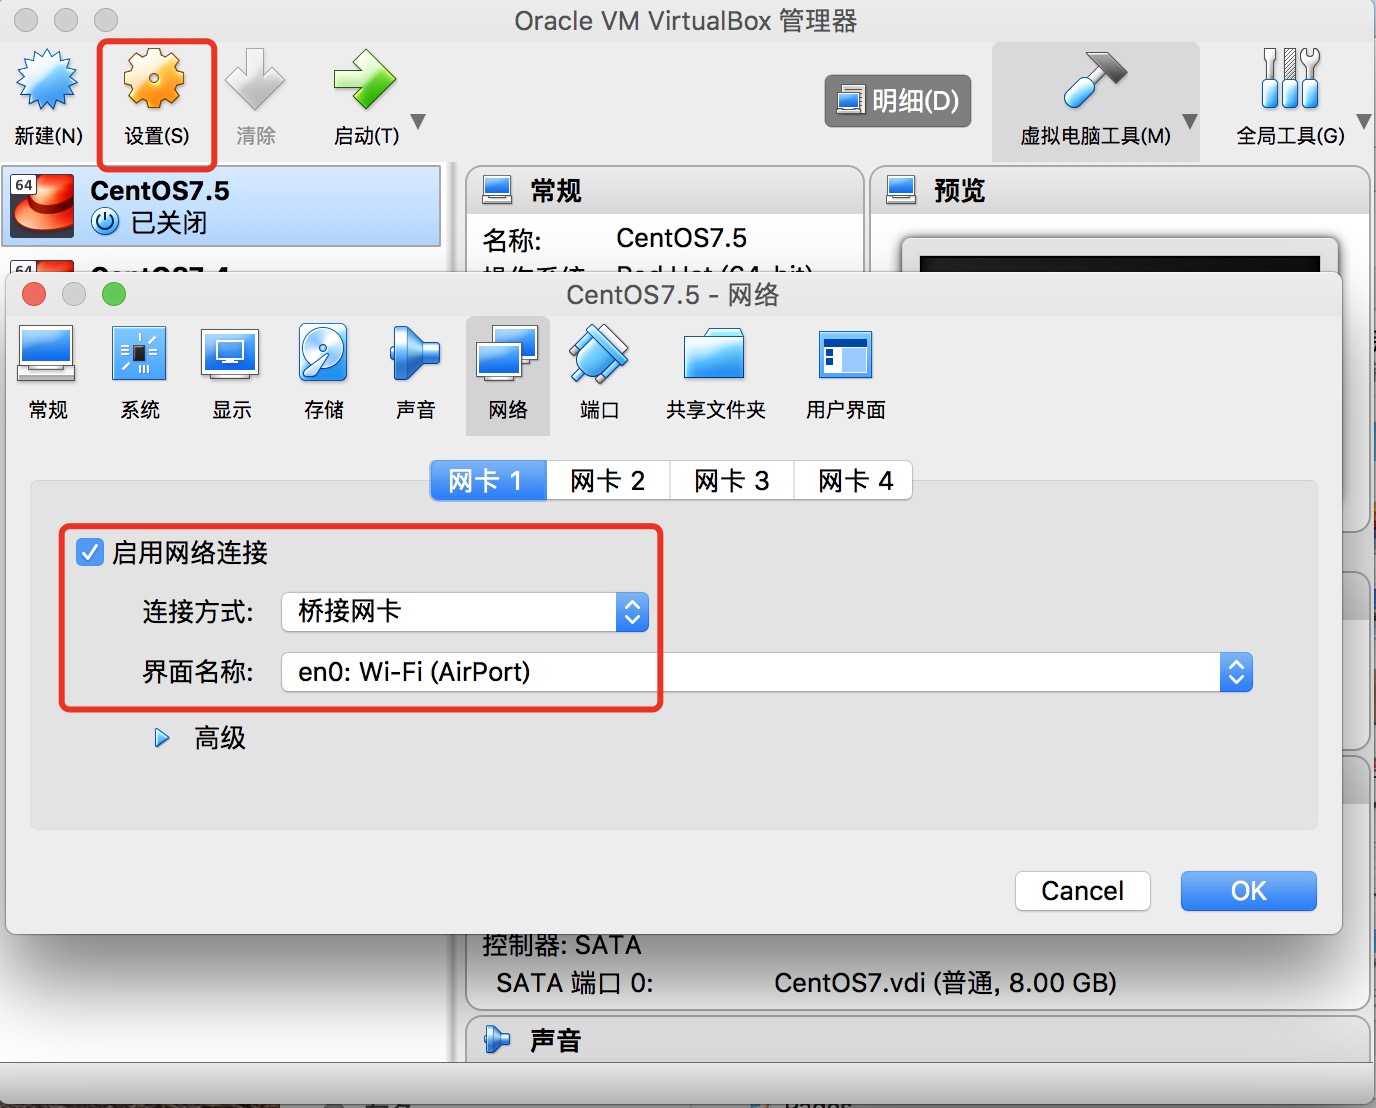 Oracle VM VirtualBox 管理器
新建(N)
设置(S)
清除
启动(T)
明细(D)
虚拟电脑工具(M)
全局工具(G)
64
CentOS7.5
已关闭
常规
预览
名称:
CentOS7.5
CentOS7.5 - 网络
常规
系统
显示
存储
声音
网络
端口
共享文件夹
用户界面
网卡 1
网卡 2
网卡 3
网卡 4
启用网络连接
连接方式:
桥接网卡
界面名称:
en0: Wi-Fi (AirPort)
高级
Cancel
OK
控制器: SATA
SATA 端口 0:
CentOS7.vdi (普通, 8.00 GB)
声音